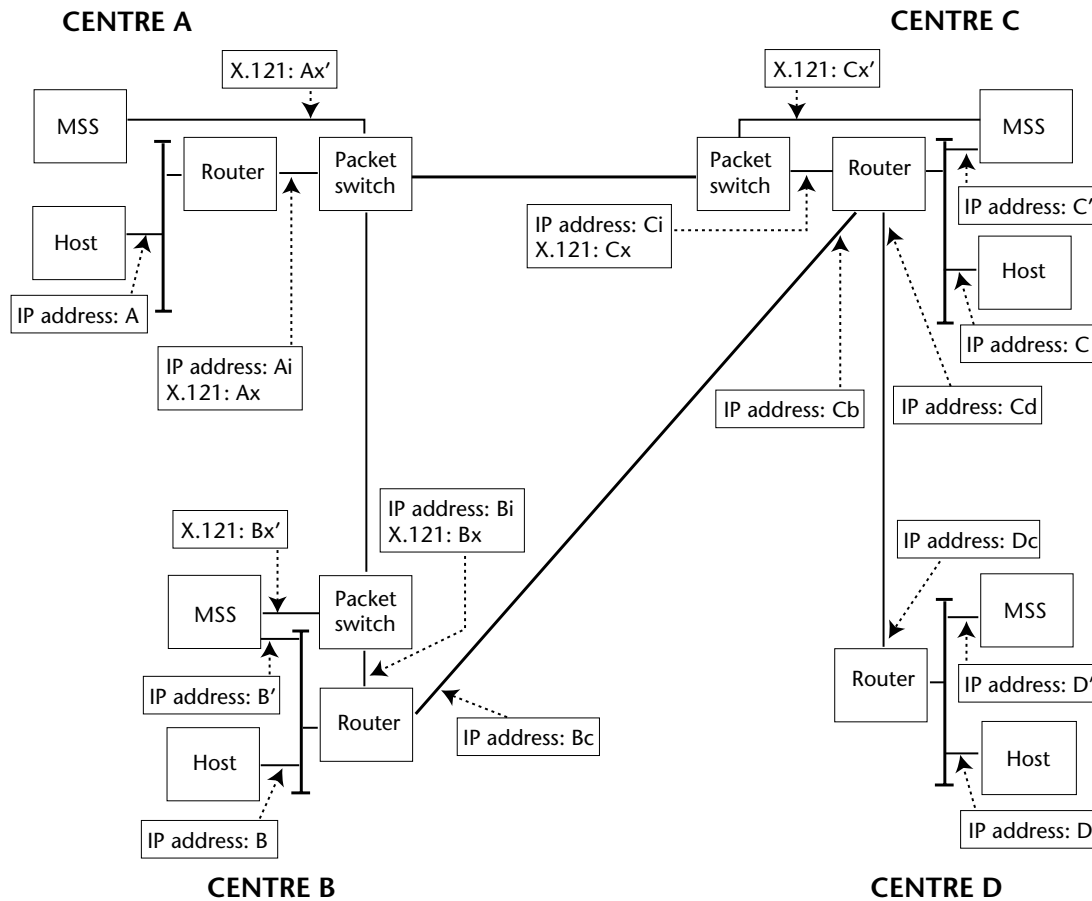 CENTRE A
CENTRE C
X.121: Ax’
X.121: Cx’
MSS
Router
Packet
switch
Packet
switch
Router
MSS
IP address: C’
Host
IP address: Ci
X.121: Cx
Host
IP address: A
IP address: C
IP address: Ai
X.121: Ax
IP address: Cb
IP address: Cd
IP address: Bi
X.121: Bx
X.121: Bx’
IP address: Dc
MSS
Packet
switch
MSS
IP address: B’
Router
Router
IP address: D’
IP address: Bc
Host
Host
IP address: B
IP address: D
CENTRE B
CENTRE D